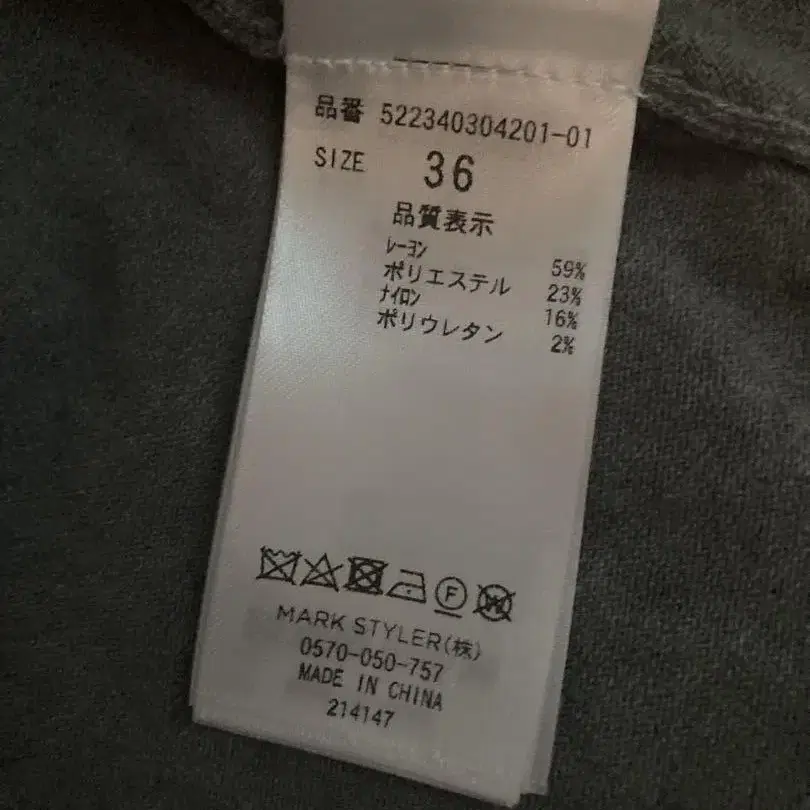 品番 522340304201-01
SIZE 36
品質表示
レーヨン 59%
ポリエステル 23%
ナイロン 16%
ポリウレタン 2%
F W
MARK STYLER(株)
0570-050-757
MADE IN CHINA
214147